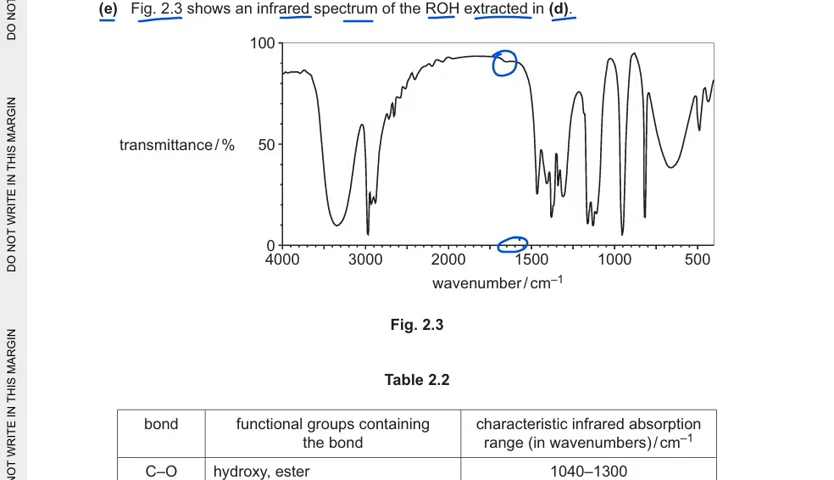 DO NOT
DO NOT WRITE IN THIS MARGIN
NOT WRITE IN THIS MARGIN
(e) Fig. 2.3 shows an infrared spectrum of the ROH extracted in (d).
100
transmittance / %
50
0
4000 3000 2000 1500 1000 500
wavenumber / cm–1
Fig. 2.3
Table 2.2
bond
functional groups containing
the bond
characteristic infrared absorption
range (in wavenumbers) / cm–1
C–O hydroxy, ester 1040–1300